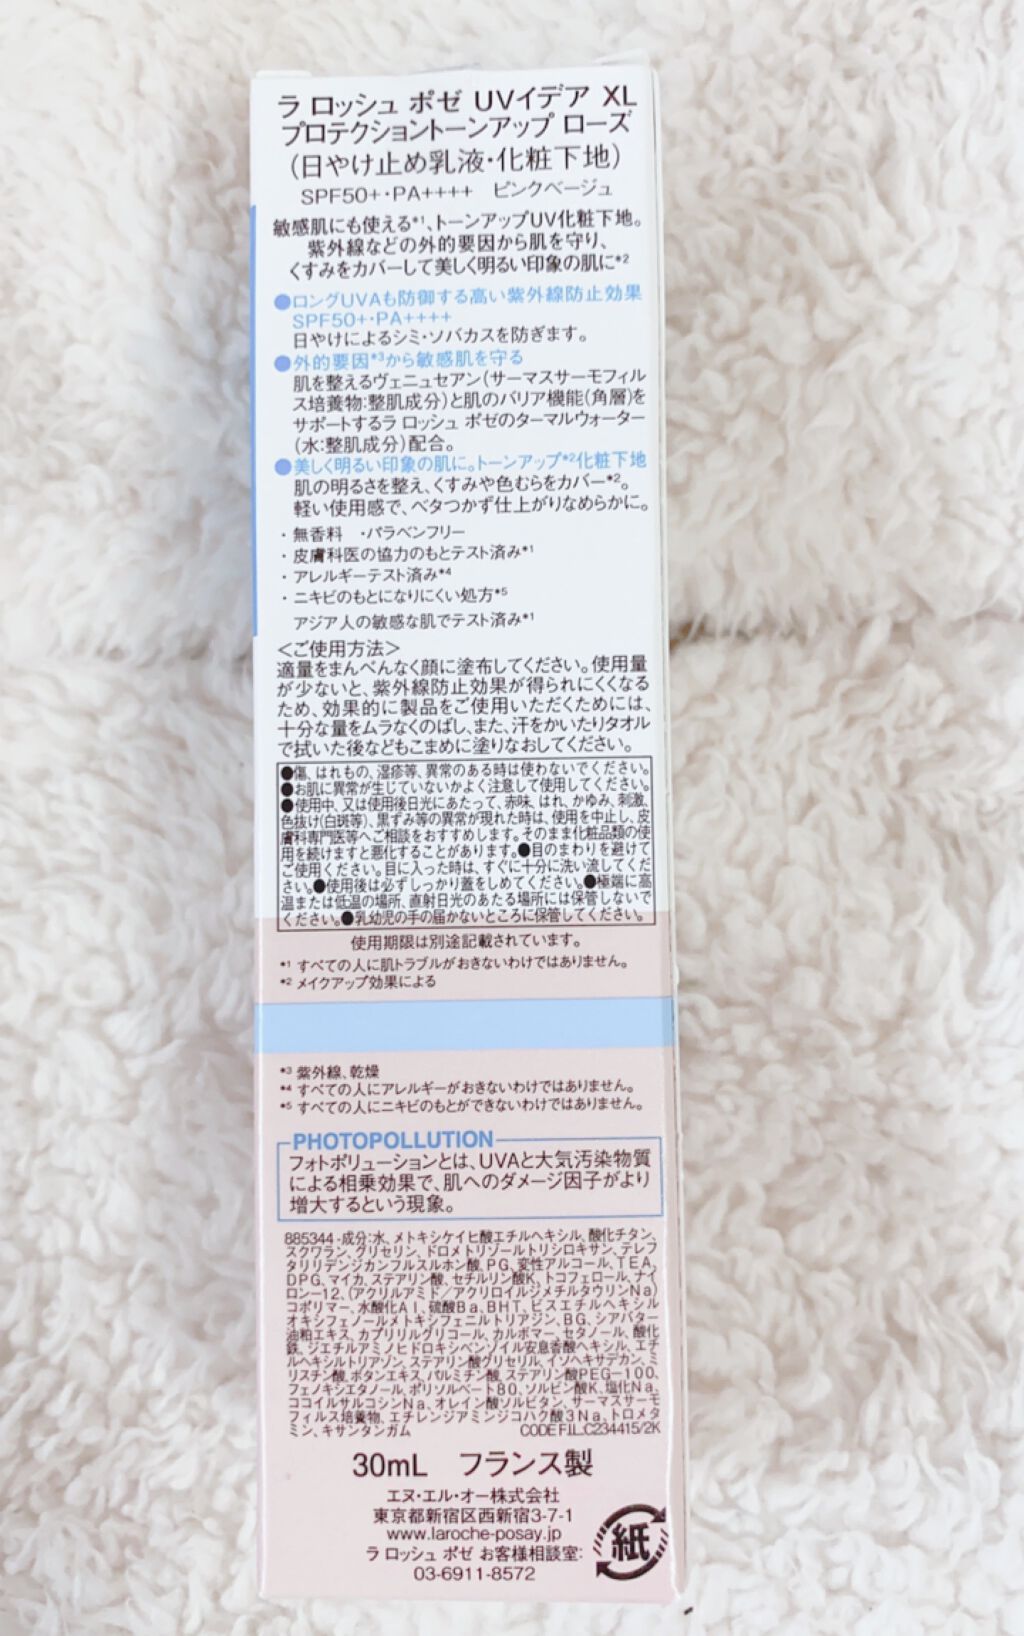 ラ ロッシュ ポゼ UVイデア XL
プロテクショントーンアップ ローズ
(日やけ止め乳液・化粧下地)
SPF50+・PA++++ ピンクベージュ
敏感肌にも使える*1、トーンアップUV化粧下地。
紫外線などの外的要因から肌を守り、
くすみをカバーして美しく明るい印象の肌に*2
●ロングUVAも防御する高い紫外線防止効果
SPF50+・PA++++
日やけによるシミ・ソバカスを防ぎます。
●外的要因*3から敏感肌を守る
肌を整えるヴェニュセアン(サーマスサーモフィル
ス培養物:整肌成分)と肌のバリア機能(角層)を
サポートするラ ロッシュ ポゼのターマルウォーター
(水:整肌成分)配合。
●美しく明るい印象の肌に。トーンアップ*2化粧下地
肌の明るさを整え、くすみや色むらをカバー*2。
軽い使用感で、ベタつかず仕上がりなめらかに。
・無香料 ・パラベンフリー
・皮膚科医の協力のもとテスト済み*1
・アレルギーテスト済み*4
・ニキビのもとになりにくい処方*5
アジア人の敏感な肌でテスト済み*1
＜ご使用方法＞
適量をまんべんなく顔に塗布してください。使用量
が少ないと、紫外線防止効果が得られにくくなる
ため、効果的に製品をご使用いただくためには、
十分な量をムラなくのばし、また、汗をかいたりタオル
で拭いた後などもこまめに塗りなおしてください。
●傷、はれもの、湿疹等、異常のある時は使わないでください。
●お肌に異常が生じていないかよく注意して使用してください。
●使用中、又は使用後日光にあたって、赤味、はれ、かゆみ、刺激、
色抜け(白斑等)、黒ずみ等の異常が現れた時は、使用を中止し、皮
膚科専門医等へご相談をおすすめします。そのまま化粧品類の使
用を続けますと悪化することがあります。●目のまわりを避けて
ご使用ください。目に入った時は、すぐに十分に洗い流してくだ
さい。●使用後は必ずしっかり蓋をしめてください。●極端に高
温または低温の場所、直射日光のあたる場所には保管しないで
ください。●乳幼児の手の届かないところに保管してください。
使用期限は別途記載されています。
*1 すべての人に肌トラブルがおきないわけではありません。
*2 メイクアップ効果による
*3 紫外線、乾燥
*4 すべての人にアレルギーがおきないわけではありません。
*5 すべての人にニキビのもとができないわけではありません。
PHOTOPOLLUTION
フォトポリューションとは、UVAと大気汚染物質
による相乗効果で、肌へのダメージ因子がより
増大するという現象。
885344 -成分:水、メトキシケイヒ酸エチルヘキシル、酸化チタン、
スクワラン、グリセリン、ドロメトリゾールトリシロキサン、テレフ
タリリデンジカンフルスルホン酸、PG、変性アルコール、TEA、
DPG、マイカ、ステアリン酸、セチルリン酸K、トコフェロール、ナイ
ロン-12、(アクリルアミド/アクリロイルジメチルタウリンNa)
コポリマー、水酸化Al、硫酸Ba、BHT、ビスエチルヘキシル
オキシフェノールメトキシフェニルトリアジン、BG、シアバター
油粕エキス、カプリリルグリコール、カルボマー、セタノール、酸化
鉄、ジエチルアミノヒドロキシベンゾイル安息香酸ヘキシル、エチ
ルヘキシルトリアゾン、ステアリン酸グリセリル、イソヘキサデカン、ミ
リスチン酸、ボタンエキス、パルミチン酸、ステアリン酸PEG-100、
フェノキシエタノール、ポリソルベート80、ソルビン酸K、塩化Na、
ココイルサルコシンNa、オレイン酸ソルビタン、サーマスサーモ
フィルス培養物、エチレンジアミンジコハク酸3Na、トロメタ
ミン、キサンタンガム CODE F.I.L.:C234415/2K
30mL フランス製
エヌ・エル・オー株式会社
東京都新宿区西新宿3-7-1
www.laroche-posay.jp
ラ ロッシュ ポゼ お客様相談室:
03-6911-8572
紙